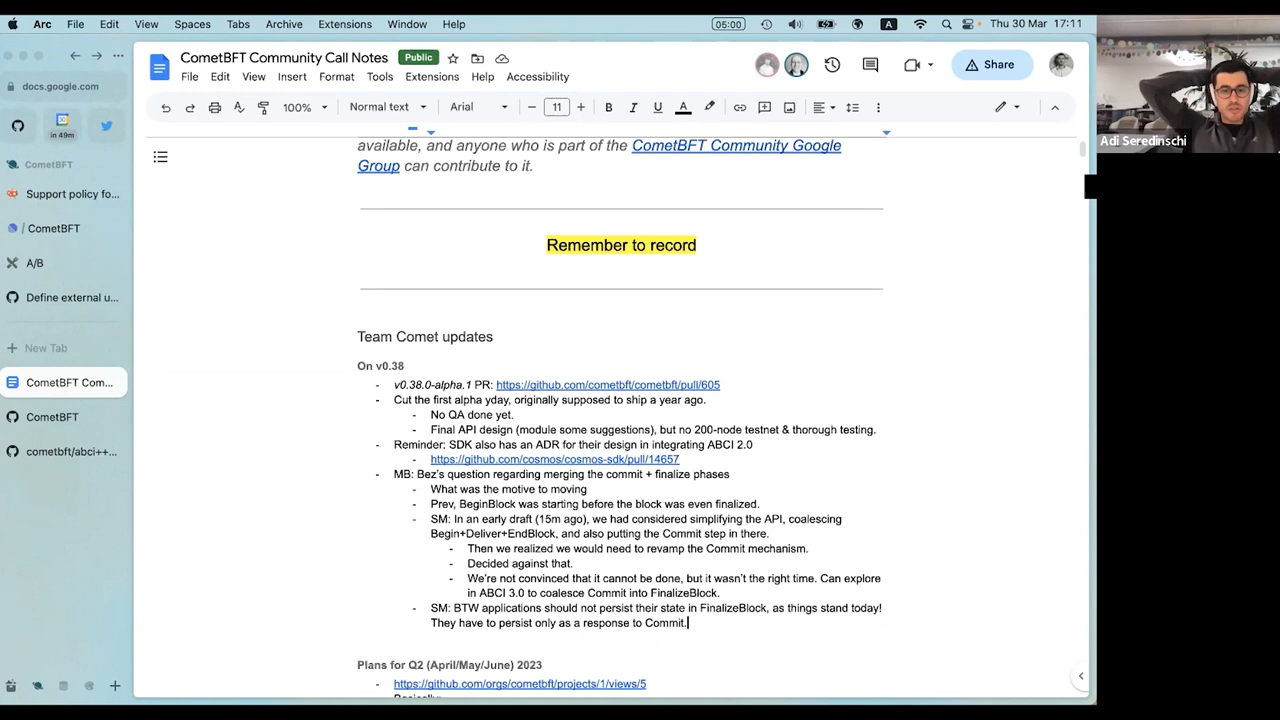 Arc File Edit View Spaces Tabs Archive Extensions Window Help 05:00 A Thu 30 Mar 17:11
docs.google.com
in 49m
CometBFT
Support policy fo...
/ CometBFT
A/B
Define external u...
New Tab
CometBFT Com...
CometBFT
cometbft/abci++...
CometBFT Community Call Notes Public
File Edit View Insert Format Tools Extensions Help Accessibility
Share
100% Normal text Arial 11 B I U A
available, and anyone who is part of the CometBFT Community Google
Group can contribute to it.
Remember to record
Team Comet updates
On v0.38
- v0.38.0-alpha.1 PR: https://github.com/cometbft/cometbft/pull/605
- Cut the first alpha yday, originally supposed to ship a year ago.
- No QA done yet.
- Final API design (module some suggestions), but no 200-node testnet & thorough testing.
- Reminder: SDK also has an ADR for their design in integrating ABCI 2.0
- https://github.com/cosmos/cosmos-sdk/pull/14657
- MB: Bez's question regarding merging the commit + finalize phases
- What was the motive to moving
- Prev, BeginBlock was starting before the block was even finalized.
- SM: In an early draft (15m ago), we had considered simplifying the API, coalescing
Begin+Deliver+EndBlock, and also putting the Commit step in there.
- Then we realized we would need to revamp the Commit mechanism.
- Decided against that.
- We're not convinced that it cannot be done, but it wasn't the right time. Can explore
in ABCI 3.0 to coalesce Commit into FinalizeBlock.
- SM: BTW applications should not persist their state in FinalizeBlock, as things stand today!
They have to persist only as a response to Commit.
Plans for Q2 (April/May/June) 2023
- https://github.com/orgs/cometbft/projects/1/views/5
Adi Seredinschi